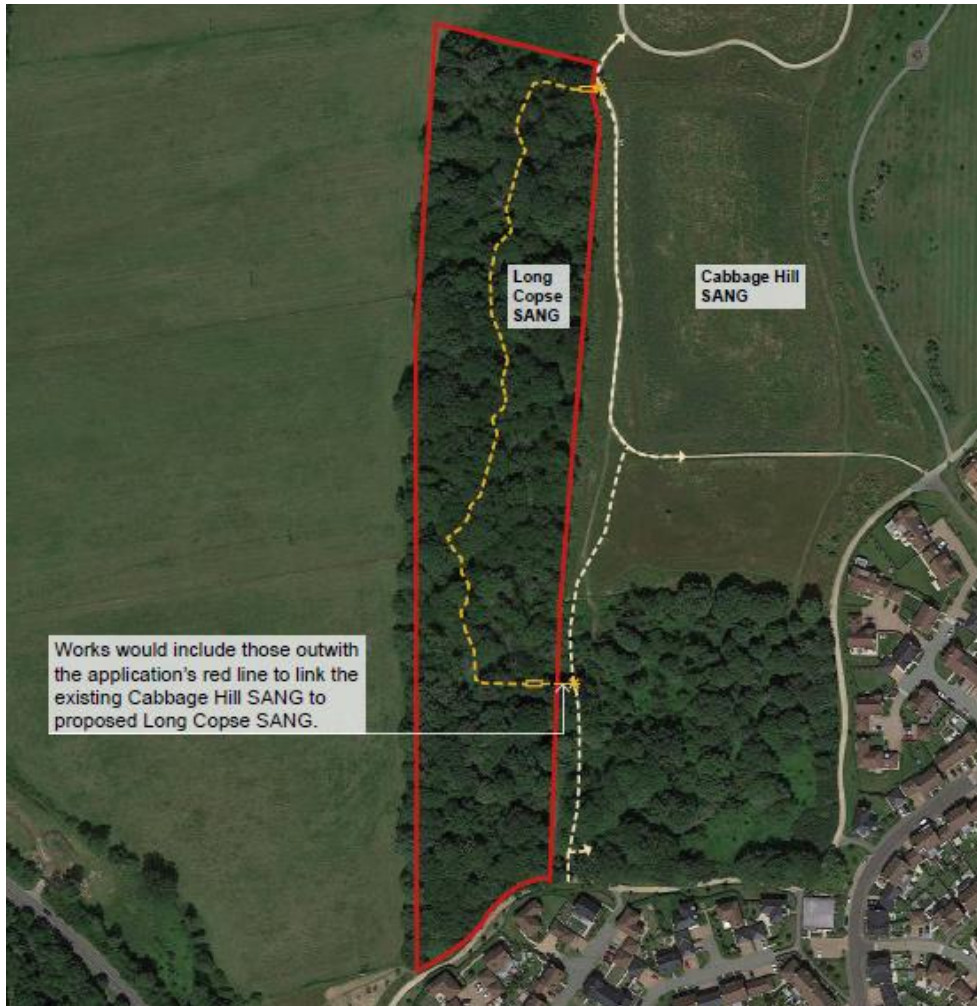 Long
Copse
SANG
Cabbage Hill
SANG
Works would include those outwith
the application's red line to link the
existing Cabbage Hill SANG to
proposed Long Copse SANG.